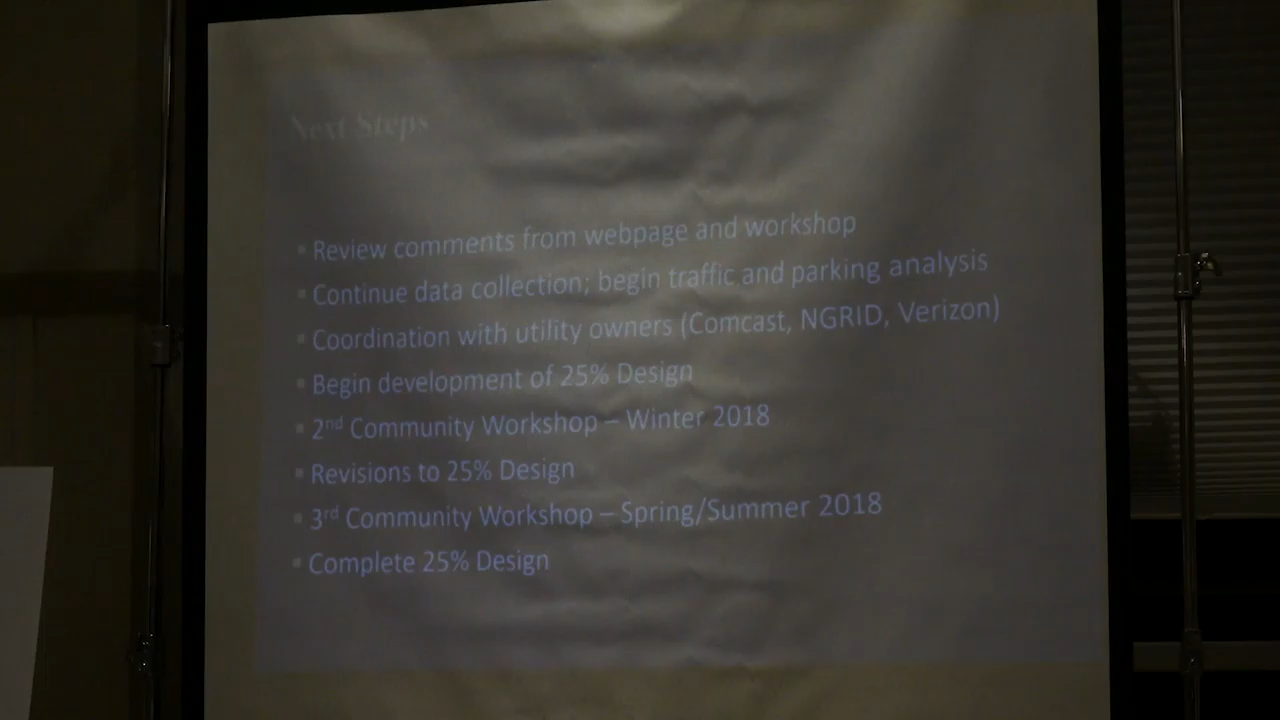 Next Steps
▪ Review comments from webpage and workshop
▪ Continue data collection; begin traffic and parking analysis
▪ Coordination with utility owners (Comcast, NGRID, Verizon)
▪ Begin development of 25% Design
▪ 2nd Community Workshop – Winter 2018
▪ Revisions to 25% Design
▪ 3rd Community Workshop – Spring/Summer 2018
▪ Complete 25% Design